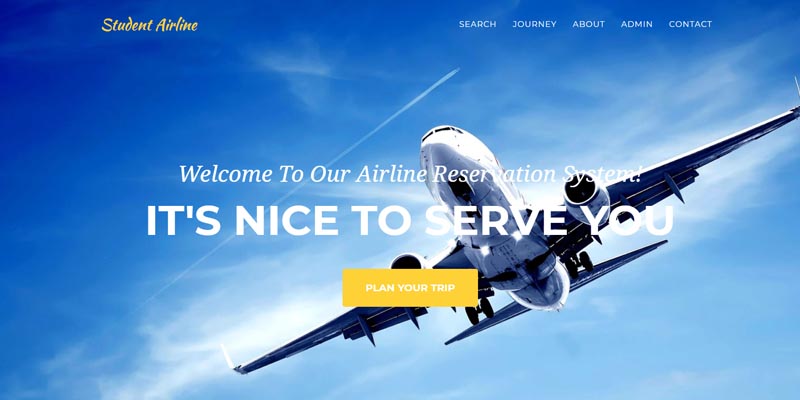 Student Airline
SEARCH JOURNEY ABOUT ADMIN CONTACT
Welcome To Our Airline Reservation System!
IT'S NICE TO SERVE YOU
PLAN YOUR TRIP